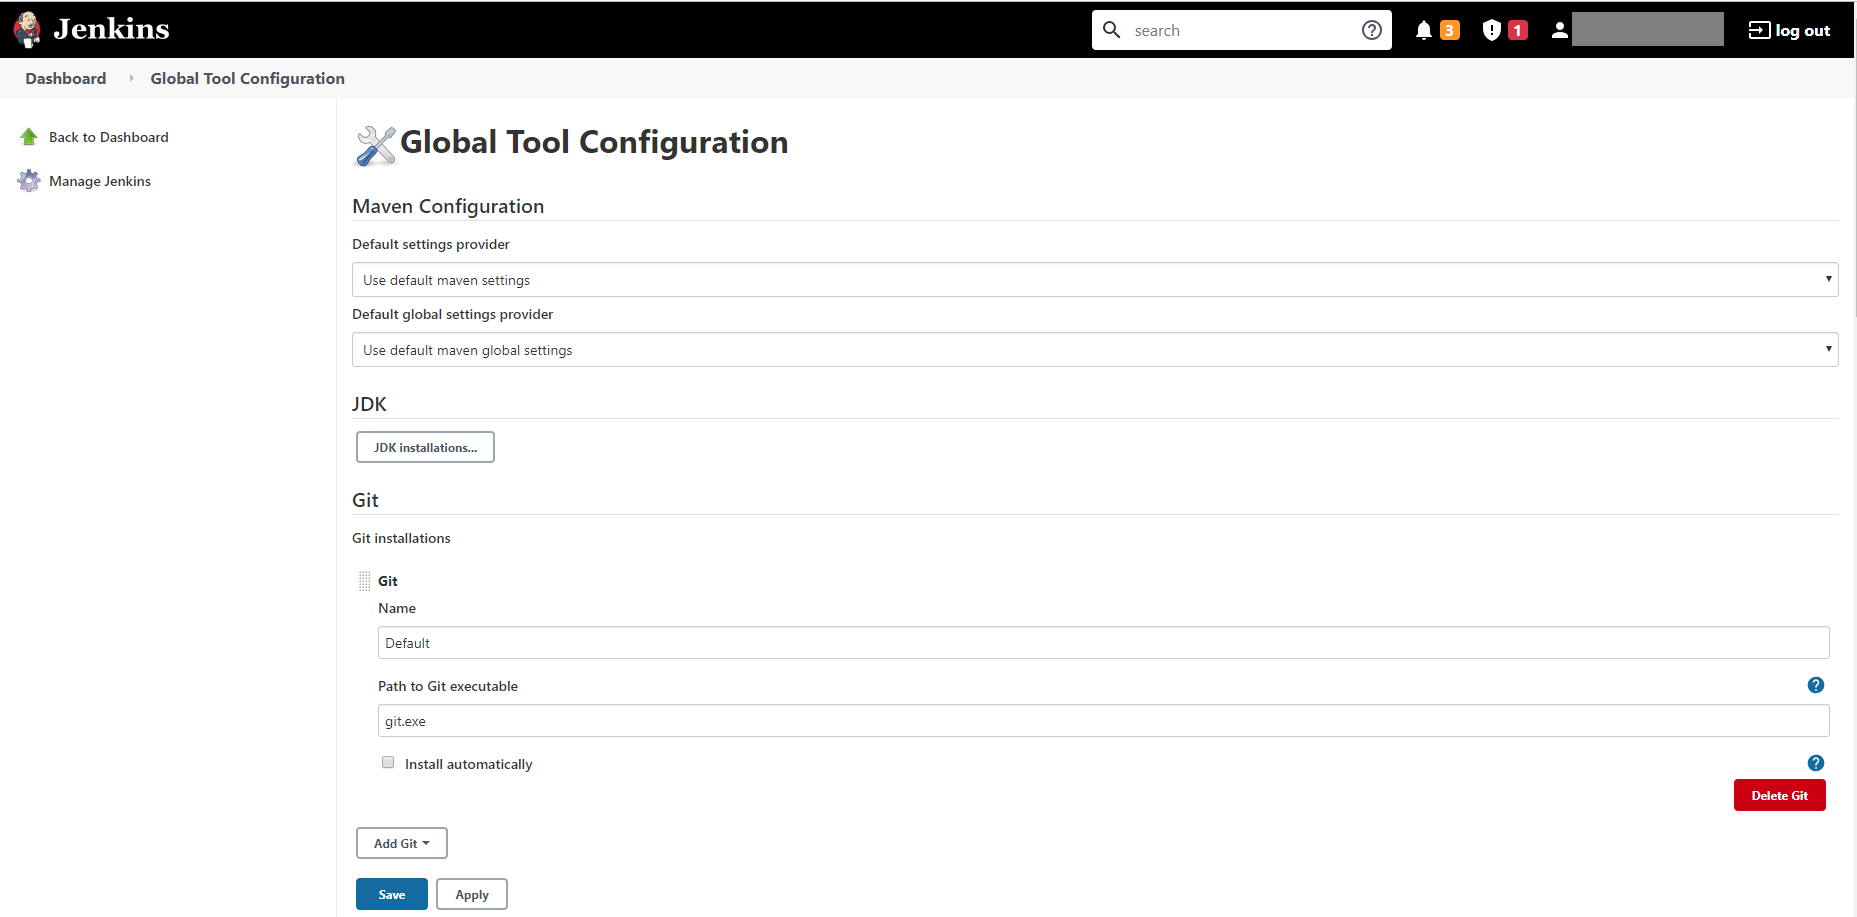 Jenkins
search
3
1
log out
Dashboard
Global Tool Configuration
Back to Dashboard
Manage Jenkins
Global Tool Configuration
Maven Configuration
Default settings provider
Use default maven settings
Default global settings provider
Use default maven global settings
JDK
JDK installations...
Git
Git installations
Git
Name
Default
Path to Git executable
git.exe
Install automatically
Delete Git
Add Git
Save
Apply